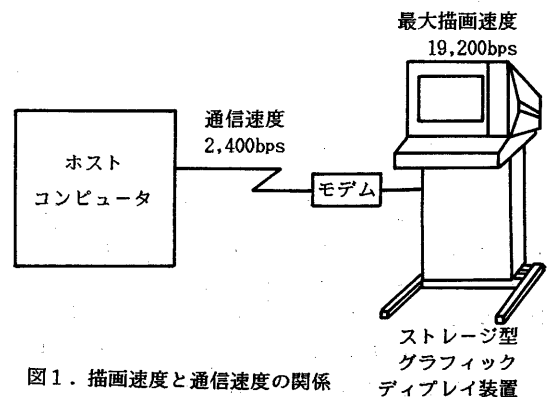 最大描画速度
19,200bps
通信速度
2,400bps
ホスト
コンピュータ
モデム
ストレージ型
グラフィック
ディプレイ装置
図1．描画速度と通信速度の関係